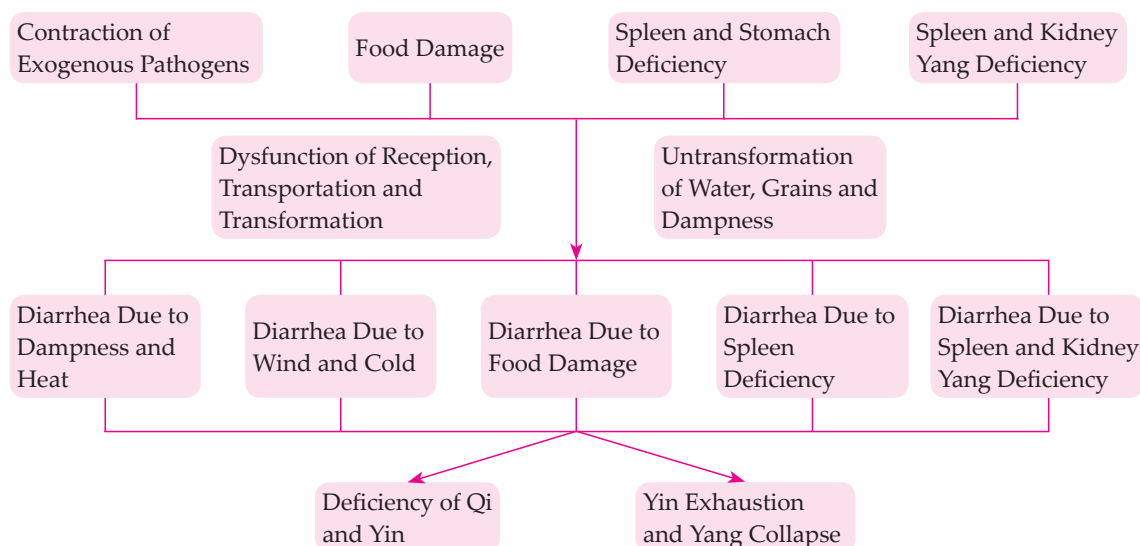 Contraction of
Exogenous Pathogens
Food Damage
Spleen and Stomach
Deficiency
Spleen and Kidney
Yang Deficiency
Dysfunction of Reception,
Transportation and
Transformation
Untransformation
of Water, Grains and
Dampness
Diarrhea Due to
Dampness and
Heat
Diarrhea Due to
Wind and Cold
Diarrhea Due to
Food Damage
Diarrhea Due to
Spleen
Deficiency
Diarrhea Due to
Spleen and Kidney
Yang Deficiency
Deficiency of Qi
and Yin
Yin Exhaustion
and Yang Collapse